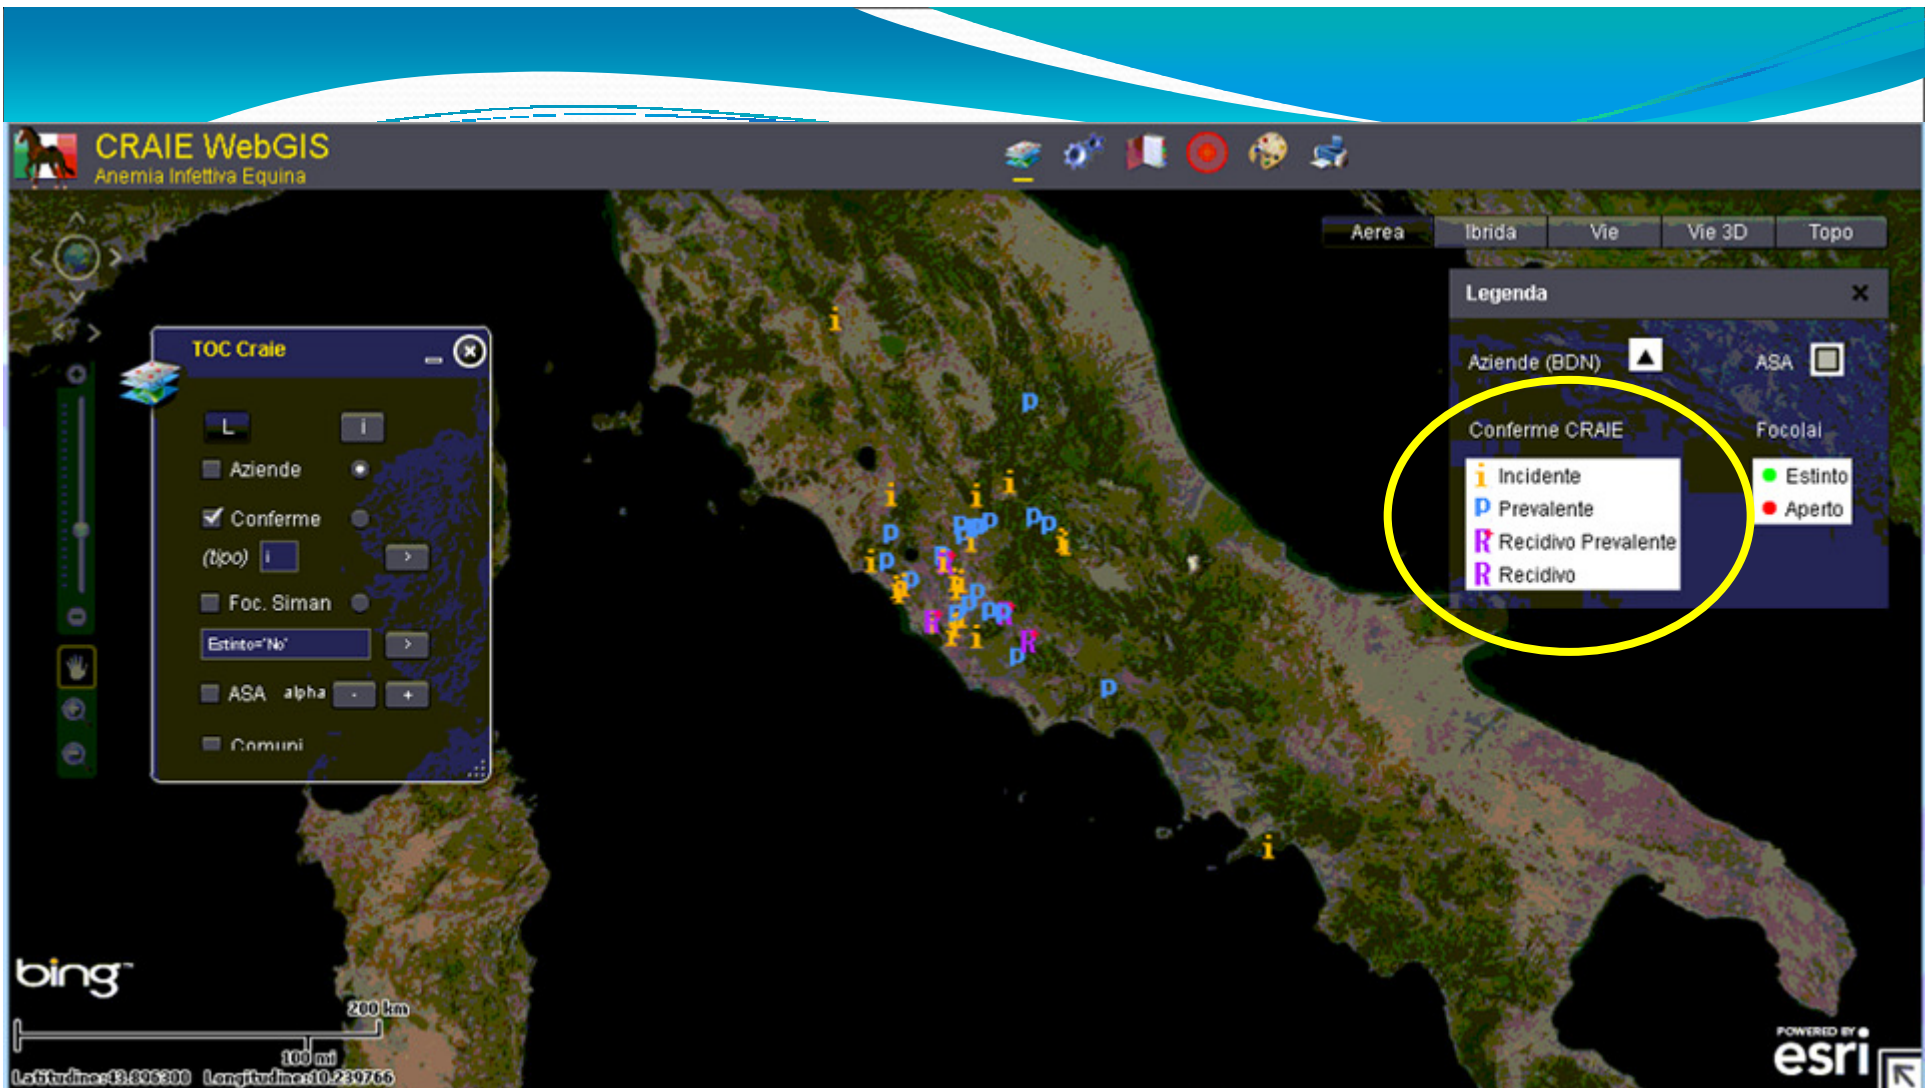 CRAIE WebGIS
Anemia Infettiva Equina
Aerea Ibrida Vie Vie 3D Topo
Legenda
Aziende (BDN) ASA
Conferme CRAIE Focolai
i Incidente
p Prevalente
R Recidivo Prevalente
R Recidivo
Estinto
Aperto
TOC Craie
L i
Aziende
Conferme
(tipo) i >
Foc. Siman
Estinto='No' >
ASA alpha - +
Comuni
bing™
200 km
100 mi
Latitudine:43.896300 Longitudine:10.239766
POWERED BY
esri